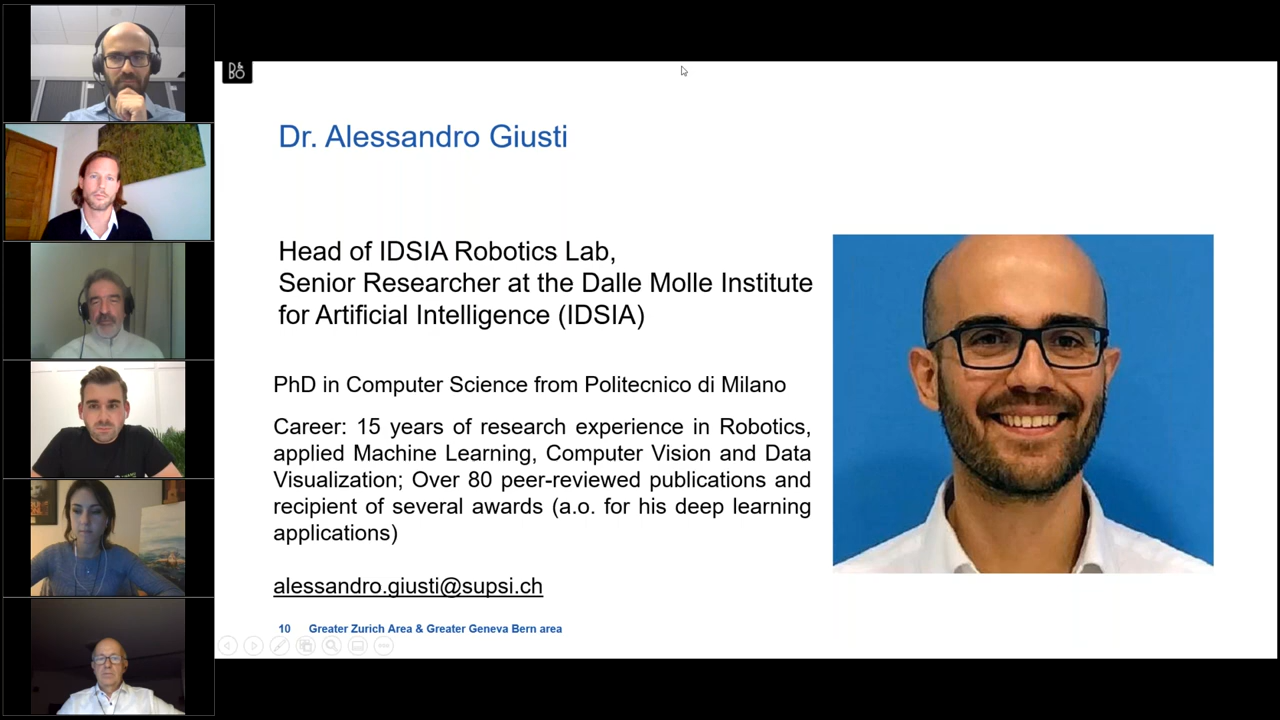 D&
BO
Dr. Alessandro Giusti
Head of IDSIA Robotics Lab,
Senior Researcher at the Dalle Molle Institute
for Artificial Intelligence (IDSIA)
PhD in Computer Science from Politecnico di Milano
Career: 15 years of research experience in Robotics,
applied Machine Learning, Computer Vision and Data
Visualization; Over 80 peer-reviewed publications and
recipient of several awards (a.o. for his deep learning
applications)
alessandro.giusti@supsi.ch
10 Greater Zurich Area & Greater Geneva Bern area